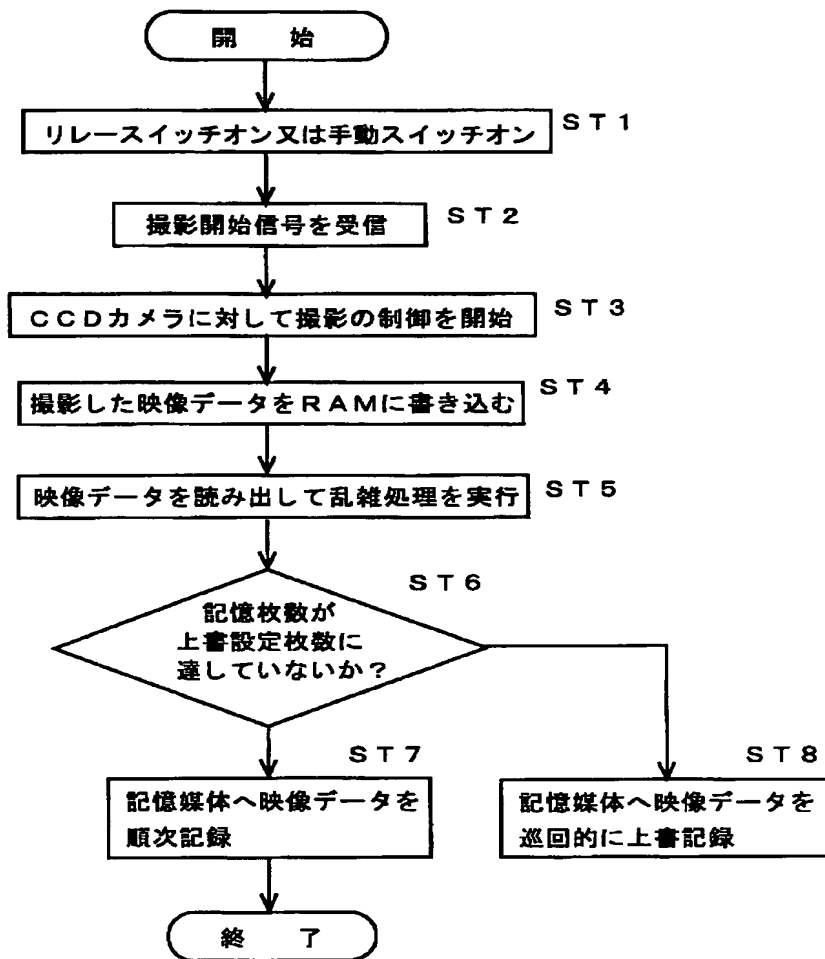 開　始
リレースイッチオン又は手動スイッチオン
ＳＴ１
撮影開始信号を受信
ＳＴ２
ＣＣＤカメラに対して撮影の制御を開始
ＳＴ３
撮影した映像データをＲＡＭに書き込む
ＳＴ４
映像データを読み出して乱雑処理を実行
ＳＴ５
ＳＴ６
記憶枚数が
上書設定枚数に
達していないか？
ＳＴ７
記憶媒体へ映像データを
順次記録
ＳＴ８
記憶媒体へ映像データを
巡回的に上書記録
終　了